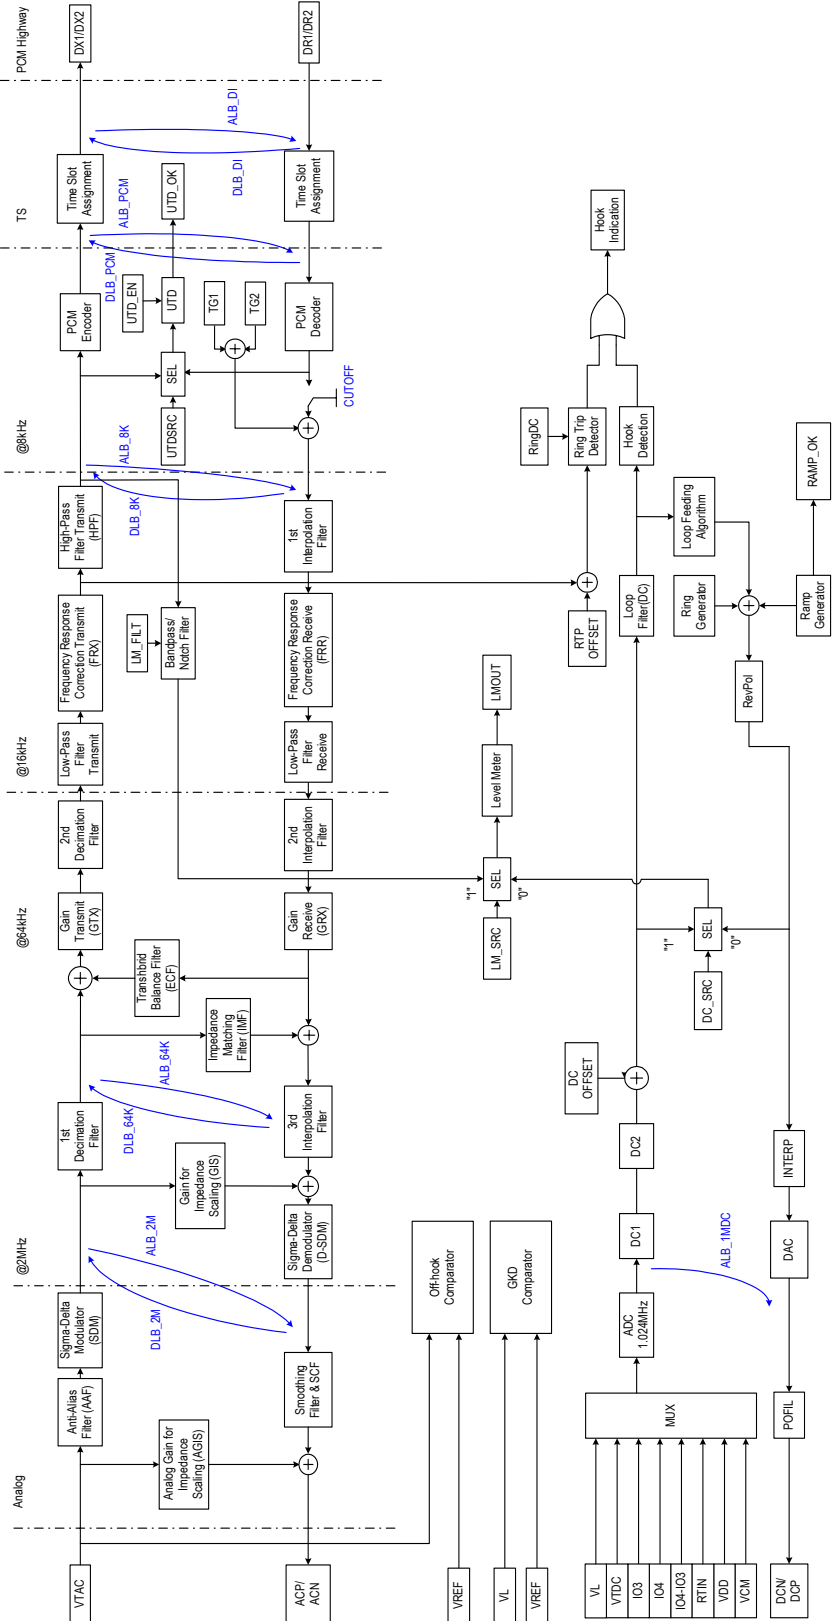 Analog
@2MHz
@64kHz
@16kHz
@8kHz
TS
PCM Highway
VTAC
Anti-Alias
Filter (AAF)
Sigma-Delta
Modulator
(SDM)
1st
Decimation
Filter
Gain
Transmit
(GTX)
2nd
Decimation
Filter
Low-Pass
Filter
Transmit
Frequency Response
Correction Transmit
(FRX)
High-Pass
Filter Transmit
(HPF)
PCM
Encoder
Time Slot
Assignment
DX1/DX2
Analog Gain for
Impedance
Scaling (AGIS)
DLB_2M
ALB_2M
Gain for
Impedance
Scaling (GIS)
DLB_64K
ALB_64K
Impedance
Matching
Filter (IMF)
Transhbrid
Balance Filter
(ECF)
LM_FILT
Bandpass/
Notch Filter
DLB_8K
ALB_8K
UTDSRC
SEL
UTD_EN
UTD
UTD_OK
TG1
TG2
CUTOFF
DLB_PCM
ALB_PCM
DLB_DI
ALB_DI
ACP/
ACN
Smoothing
Filter & SCF
Sigma-Delta
Demodulator
(D-SDM)
3rd
Interpolation
Filter
Gain
Receive
(GRX)
2nd
Interpolation
Filter
Low-Pass
Filter
Receive
Frequency Response
Correction Receive
(FRR)
1st
Interpolation
Filter
PCM
Decoder
Time Slot
Assignment
DR1/DR2
VREF
Off-hook
Comparator
VL
VREF
GKD
Comparator
LM_SRC
SEL
"1"
"0"
Level Meter
LMOUT
VL
VTDC
IO3
IO4
IO4-IO3
RTIN
VDD
VCM
MUX
ADC
1.024MHz
DC1
DC2
DC
OFFSET
ALB_1MDC
DC_SRC
SEL
"1"
"0"
RTP
OFFSET
RingDC
Ring Trip
Detector
Loop
Filter(DC)
Hook
Detection
Hook
Indication
Loop Feeding
Algorithm
Ring
Generator
Ramp
Generator
RAMP_OK
RevPol
INTERP
DAC
POFIL
DCN/
DCP